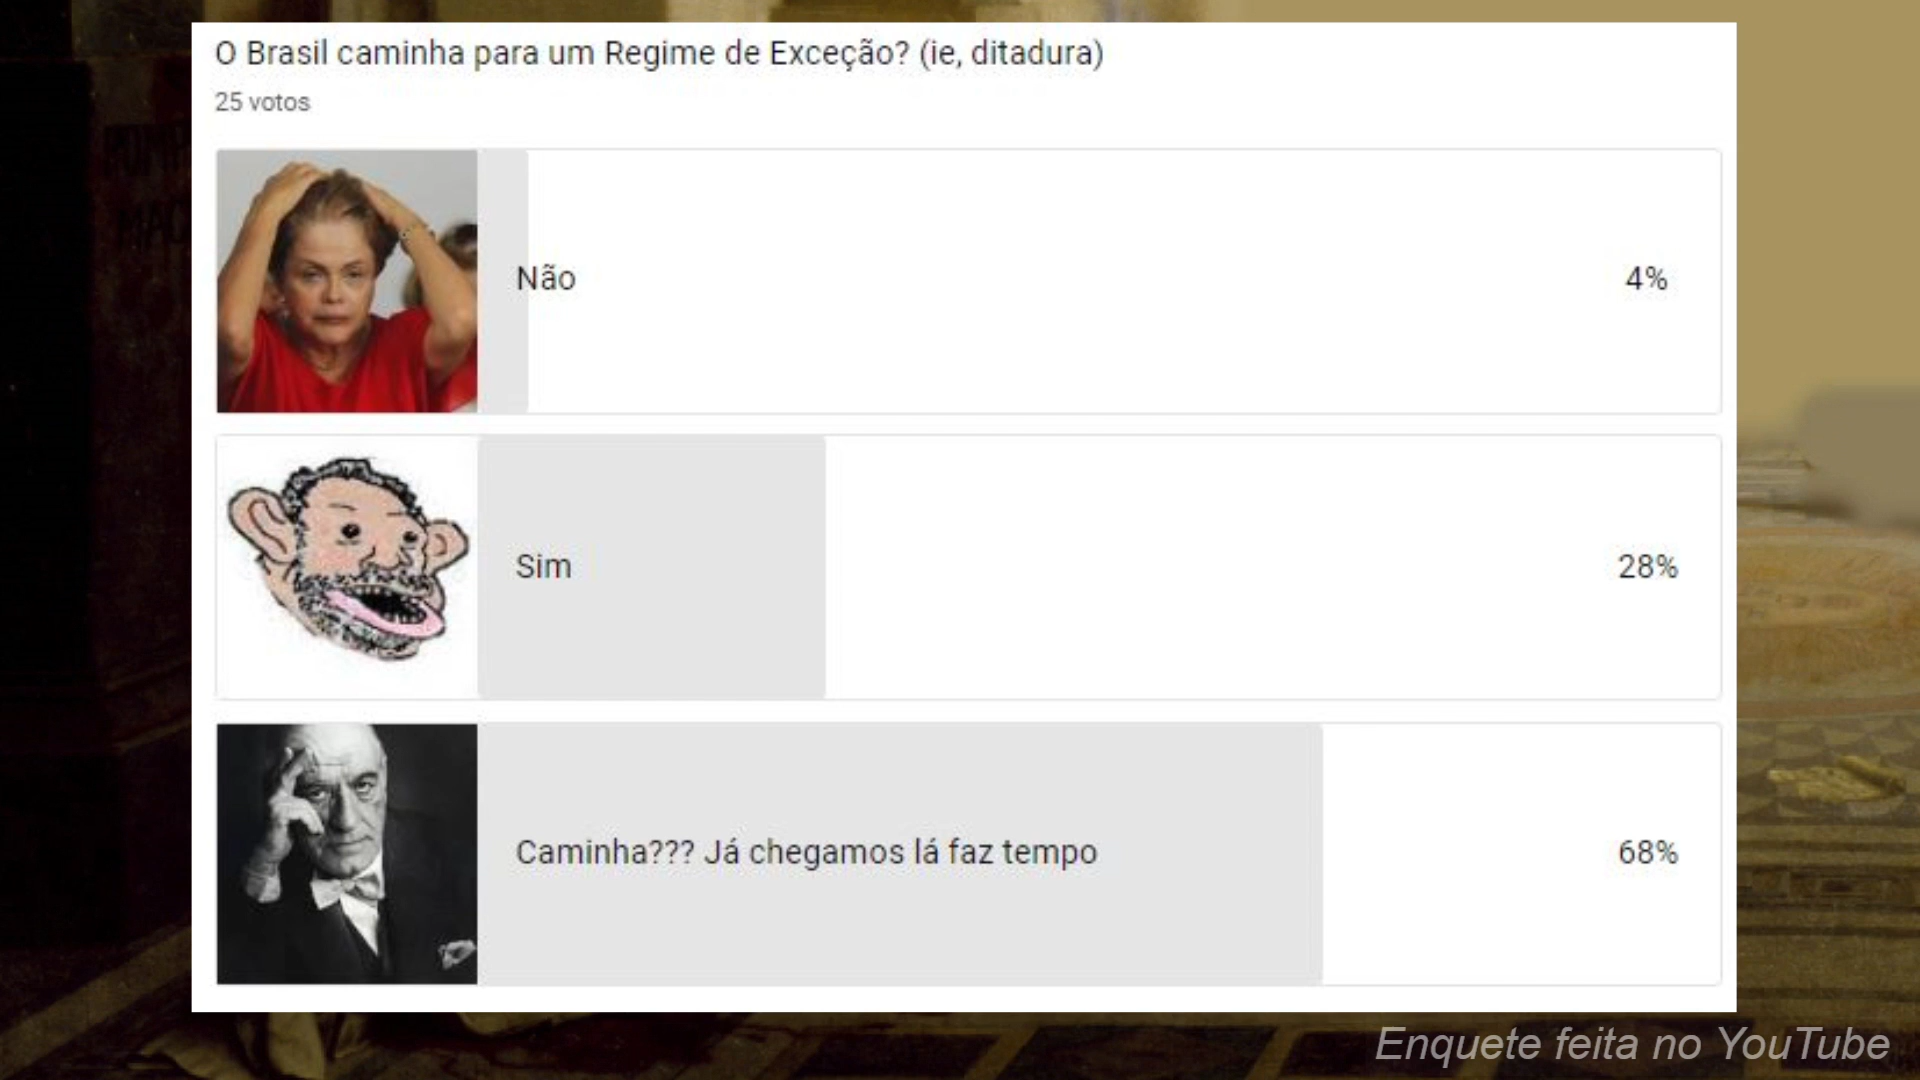 O Brasil caminha para um Regime de Exceção? (ie, ditadura)
25 votos
Não
4%
Sim
28%
Caminha??? Já chegamos lá faz tempo
68%
Enquete feita no YouTube